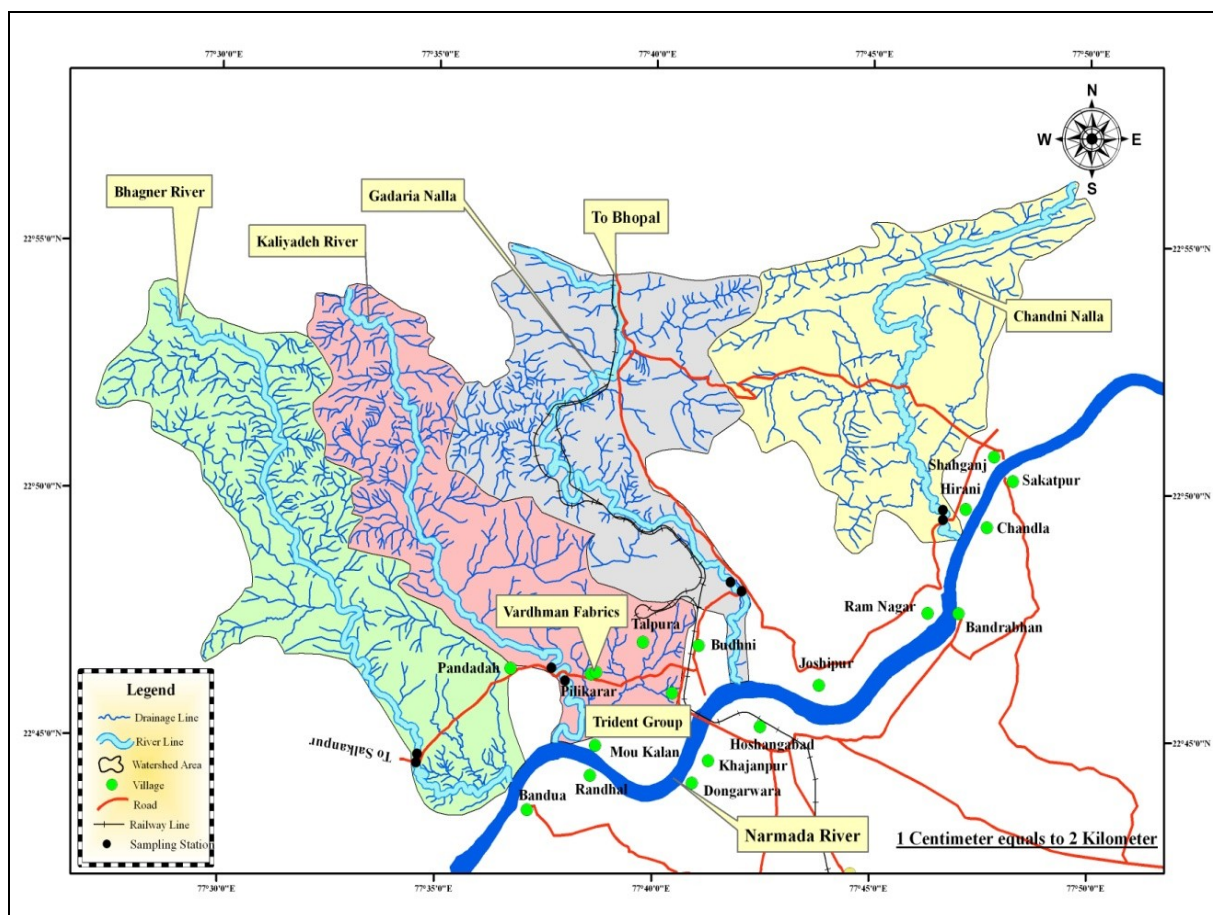 77°30'0"E
77°35'0"E
77°40'0"E
77°45'0"E
77°50'0"E
N
W
E
S
Bhagner River
Gadaria Nalla
To Bhopal
Kaliyadeh River
22°55'0"N
22°55'0"N
Chandni Nalla
Shahganj
Sakatpur
22°50'0"N
Hirani
22°50'0"N
Chandla
Vardhman Fabrics
Ram Nagar
Talpura
Bandrabhan
Budhni
Pandadah
Joshipur
Pilikarar
Legend
Trident Group
Drainage Line
22°45'0"N
River Line
To Salkanpur
Mou Kalan
Hoshangabad
22°45'0"N
Watershed Area
Khajanpur
Village
Randhal
Dongarwara
Road
Bandua
Railway Line
Narmada River
1 Centimeter equals to 2 Kilometer
Sampling Station
77°30'0"E
77°35'0"E
77°40'0"E
77°45'0"E
77°50'0"E